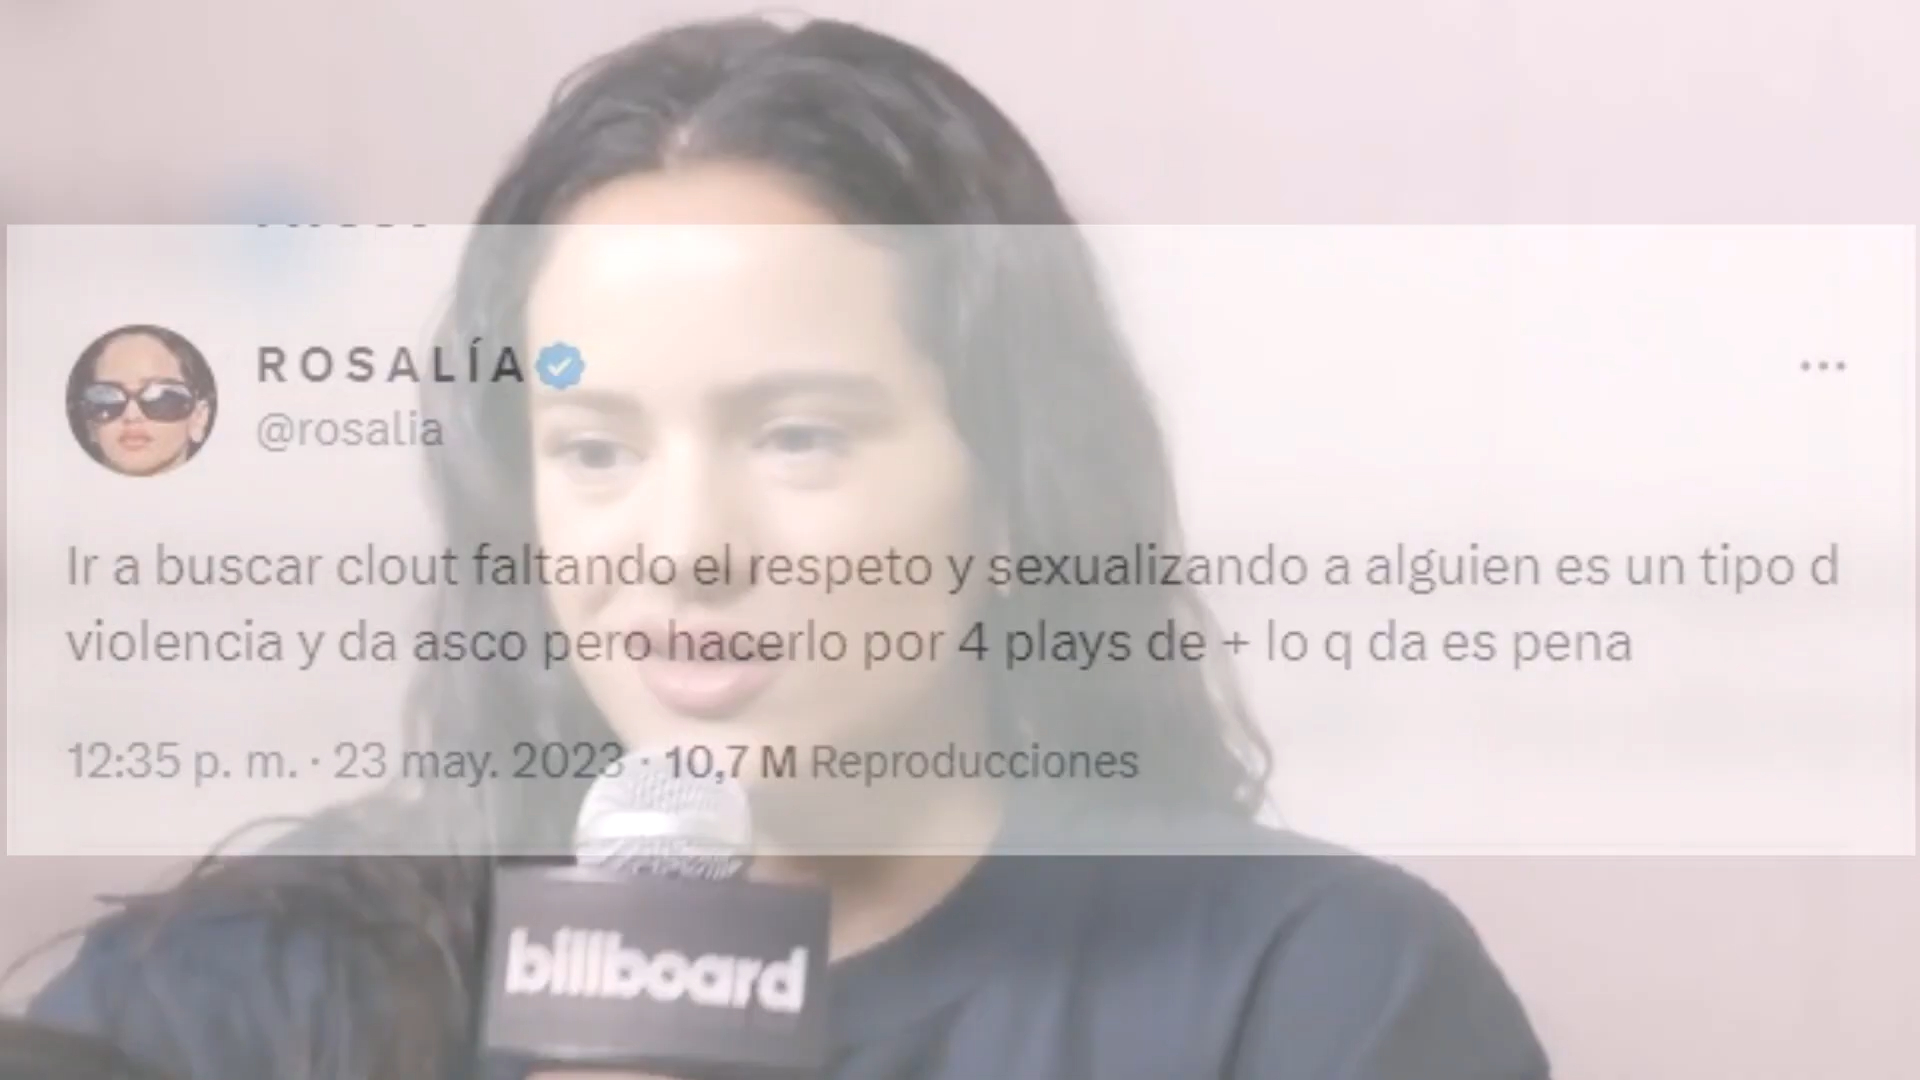 ROSALÍA
@rosalia
Ir a buscar clout faltando el respeto y sexualizando a alguien es un tipo d
violencia y da asco pero hacerlo por 4 plays de + lo q da es pena
12:35 p. m. · 23 may. 2023 · 10,7 M Reproducciones
billboard